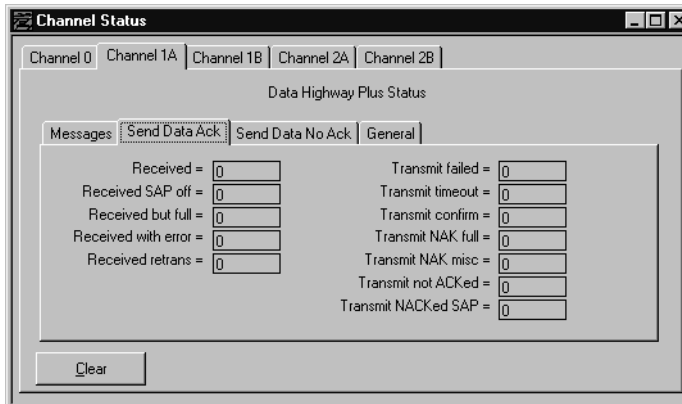 Channel Status
Channel 0 Channel 1A Channel 1B Channel 2A Channel 2B
Data Highway Plus Status
Messages Send Data Ack Send Data No Ack General
Received = 0
Received SAP off = 0
Received but full = 0
Received with error = 0
Received retrans = 0
Transmit failed = 0
Transmit timeout = 0
Transmit confirm = 0
Transmit NAK full = 0
Transmit NAK misc = 0
Transmit not ACKed = 0
Transmit NACKed SAP = 0
Clear